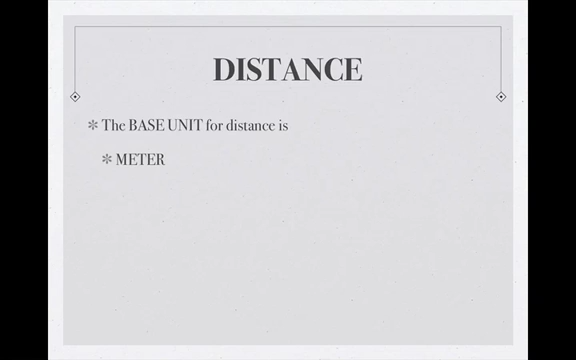 DISTANCE
✻ The BASE UNIT for distance is
✻ METER